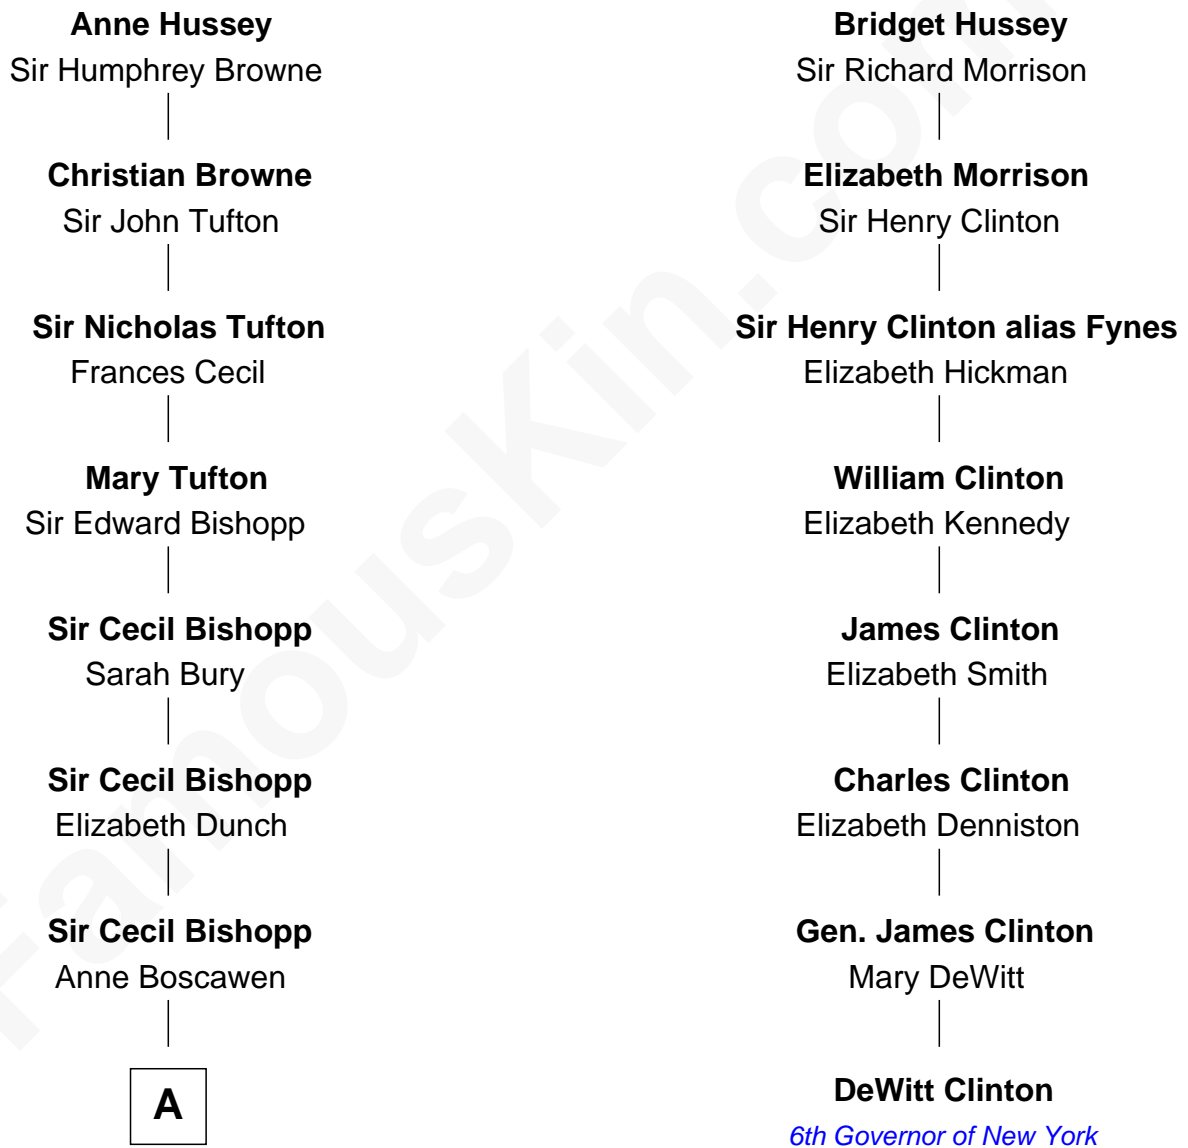 Anne Hussey
Sir Humphrey Browne
Christian Browne
Sir John Tufton
Sir Nicholas Tufton
Frances Cecil
Mary Tufton
Sir Edward Bishopp
Sir Cecil Bishopp
Sarah Bury
Sir Cecil Bishopp
Elizabeth Dunch
Sir Cecil Bishopp
Anne Boscawen
A
Bridget Hussey
Sir Richard Morrison
Elizabeth Morrison
Sir Henry Clinton
Sir Henry Clinton alias Fynes
Elizabeth Hickman
William Clinton
Elizabeth Kennedy
James Clinton
Elizabeth Smith
Charles Clinton
Elizabeth Denniston
Gen. James Clinton
Mary DeWitt
DeWitt Clinton
6th Governor of New York
FamousKin.com